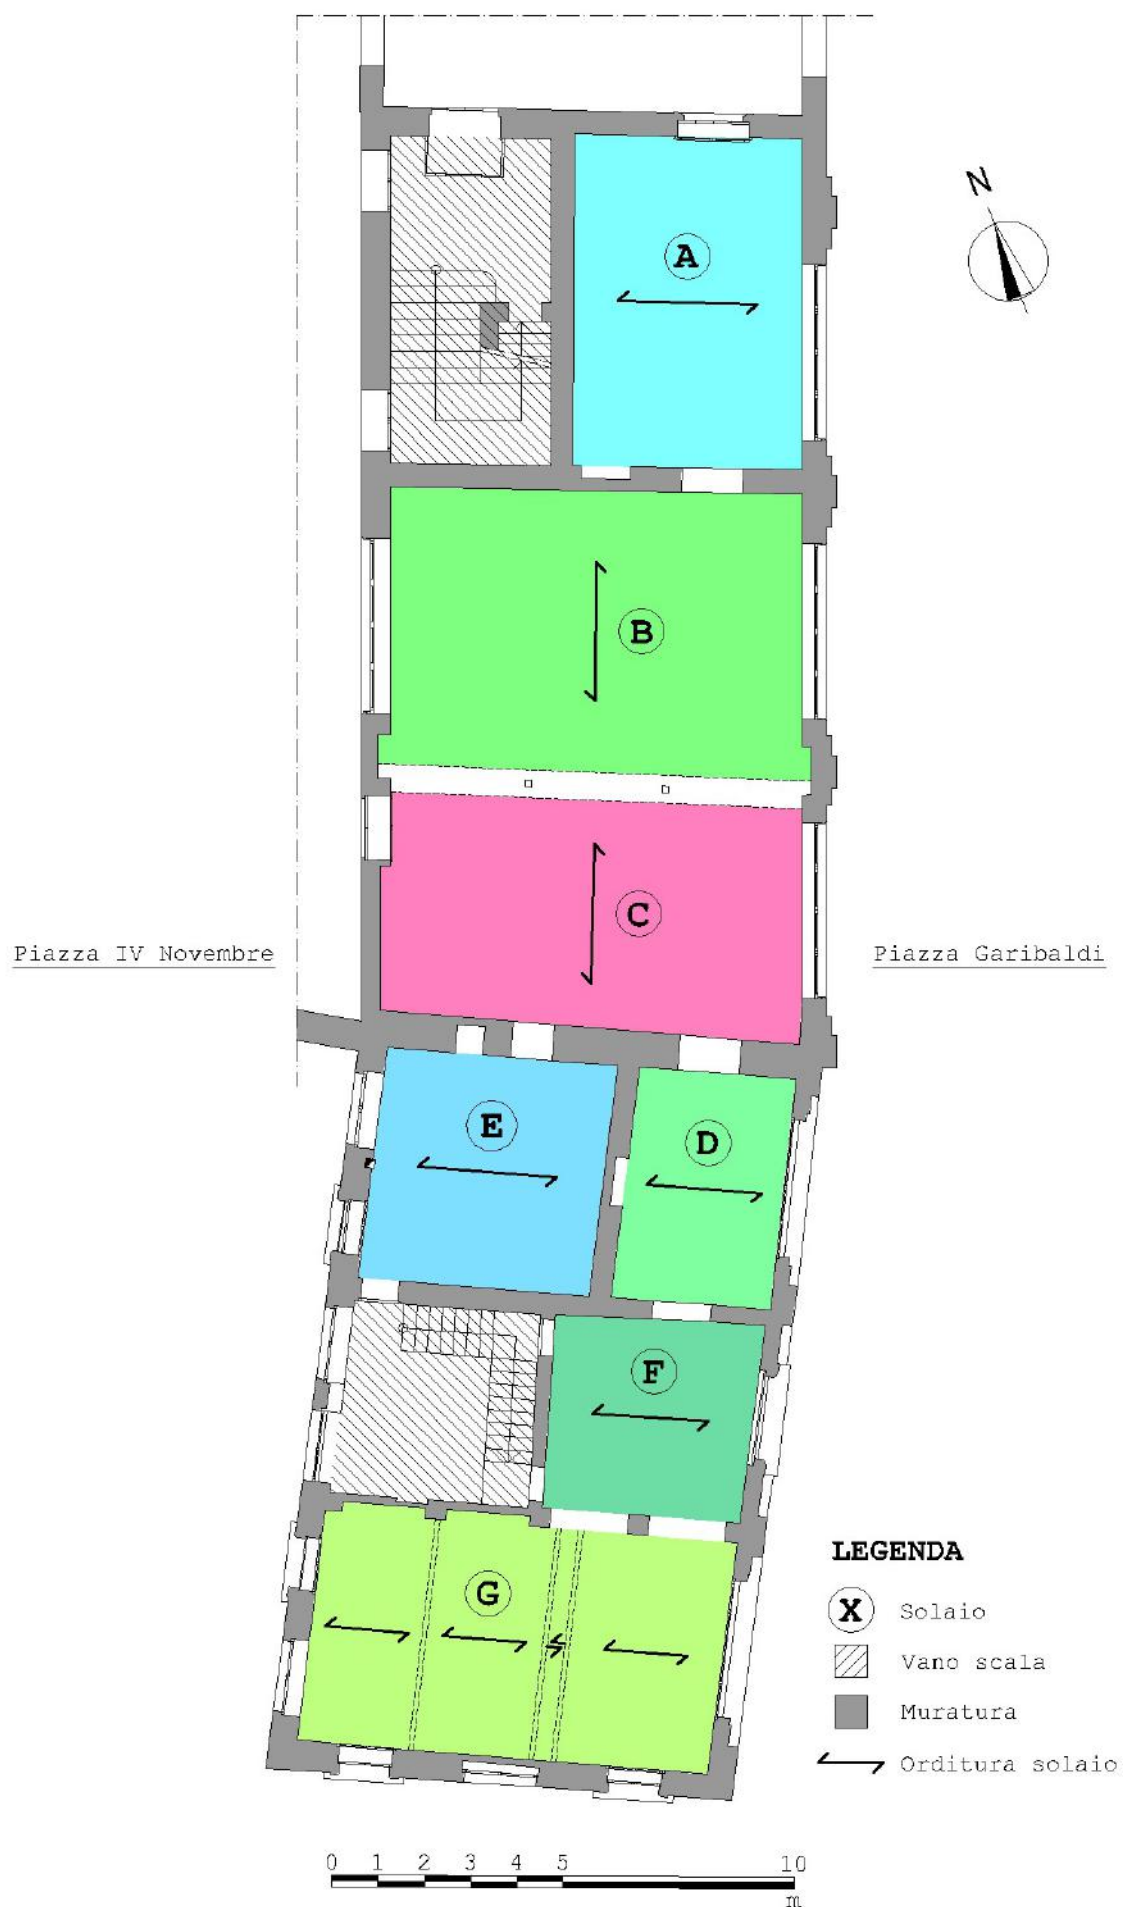 N
A
B
C
Piazza IV Novembre
Piazza Garibaldi
E
D
F
G
LEGENDA
X Solaio
Vano scala
Muratura
Orditura solaio
0 1 2 3 4 5 10
m